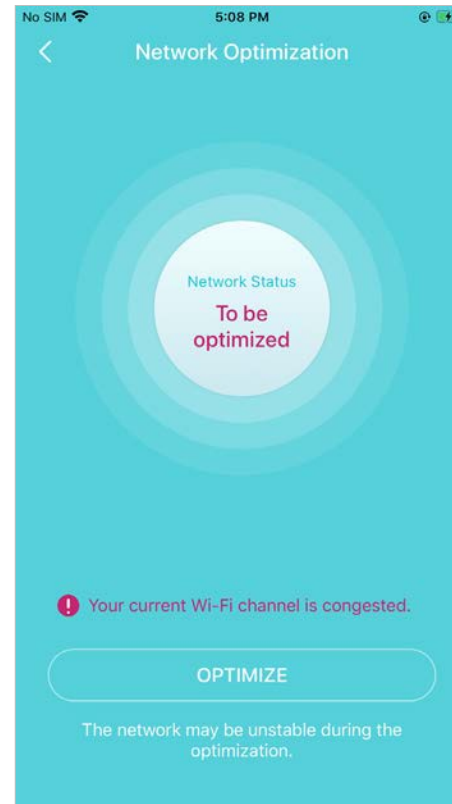 No SIM 5:08 PM
Network Optimization
Network Status
To be
optimized
Your current Wi-Fi channel is congested.
OPTIMIZE
The network may be unstable during the
optimization.